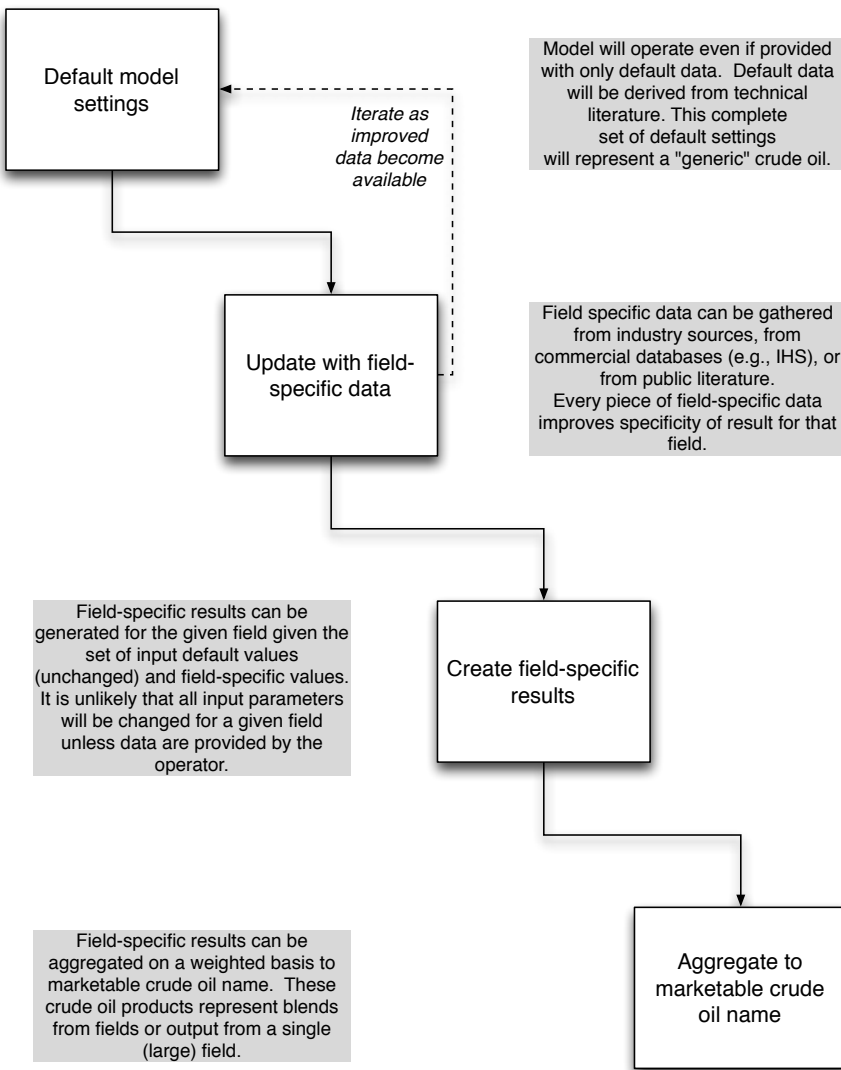 Default model
settings
Iterate as
improved
data become
available
Model will operate even if provided
with only default data.  Default data
will be derived from technical
literature. This complete
set of default settings
will represent a "generic" crude oil.
Update with field-
specific data
Field specific data can be gathered
from industry sources, from
commercial databases (e.g., IHS), or
from public literature.
Every piece of field-specific data
improves specificity of result for that
field.
Field-specific results can be
generated for the given field given the
set of input default values
(unchanged) and field-specific values.
It is unlikely that all input parameters
will be changed for a given field
unless data are provided by the
operator.
Create field-specific
results
Field-specific results can be
aggregated on a weighted basis to
marketable crude oil name.  These
crude oil products represent blends
from fields or output from a single
(large) field.
Aggregate to
marketable crude
oil name